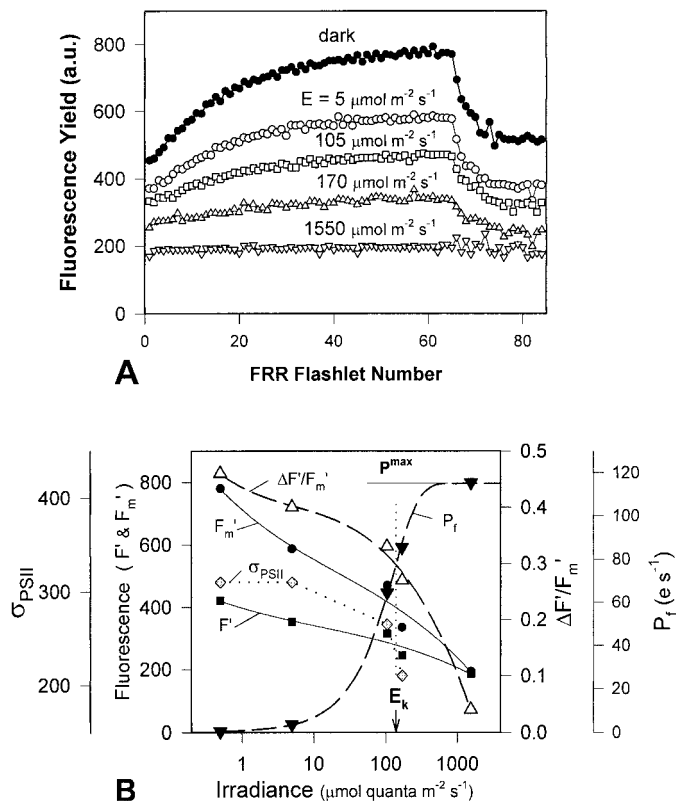 dark
E = 5 μmol m-2 s-1
105 μmol m-2 s-1
170 μmol m-2 s-1
1550 μmol m-2 s-1
Fluorescence Yield (a.u.)
800
600
400
200
0
0 20 40 60 80
FRR Flashlet Number
A
σPSII
400
300
200
Fluorescence (F' & Fm')
800
600
400
200
0
ΔF'/Fm'
Fm'
σPSII
F'
Pmax
Pf
Ek
0.5
0.4
0.3
0.2
0.1
0.0
ΔF'/Fm'
120
100
80
60
40
20
0
Pf (e s-1)
1 10 100 1000
Irradiance (μmol quanta m-2 s-1)
B